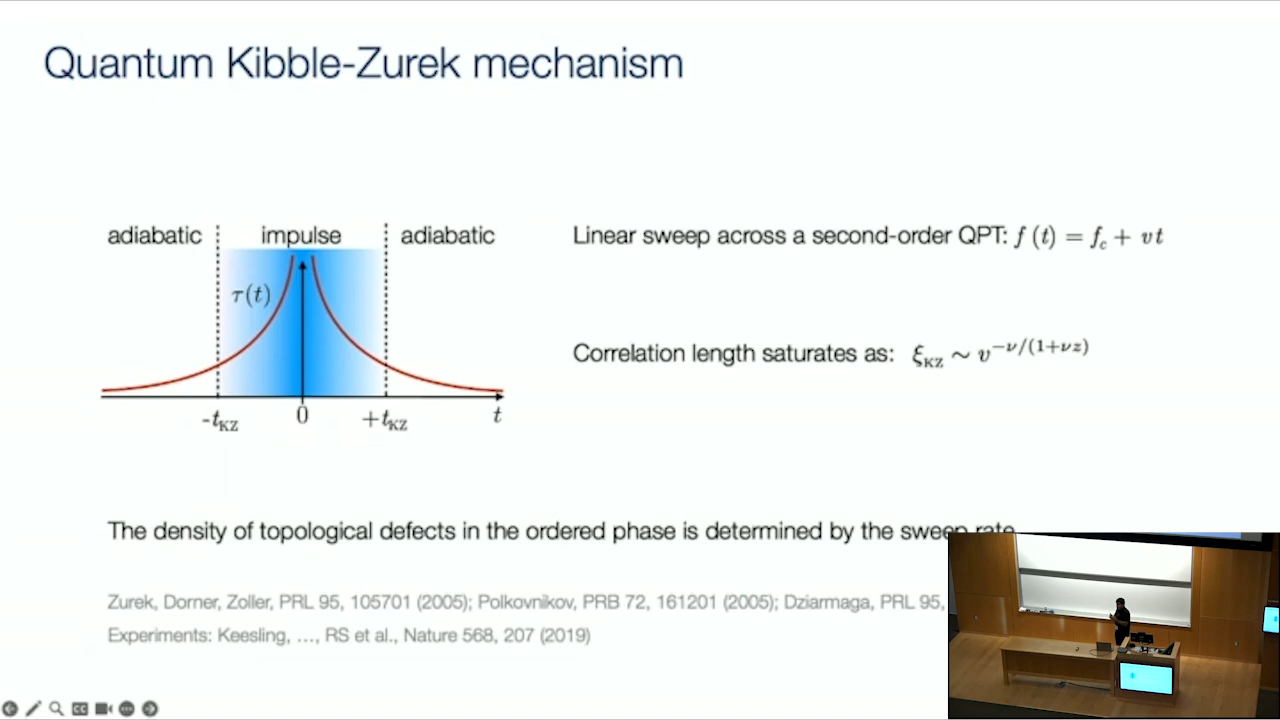 Quantum Kibble-Zurek mechanism
adiabatic impulse adiabatic
τ(t)
-t_KZ 0 +t_KZ t
Linear sweep across a second-order QPT: f (t) = f_c + vt
Correlation length saturates as: ξ_KZ ~ v^{-ν/(1+νz)}
The density of topological defects in the ordered phase is determined by the sweep rate
Zurek, Dorner, Zoller, PRL 95, 105701 (2005); Polkovnikov, PRB 72, 161201 (2005); Dziarmaga, PRL 95,
Experiments: Keesling, ..., RS et al., Nature 568, 207 (2019)
CC